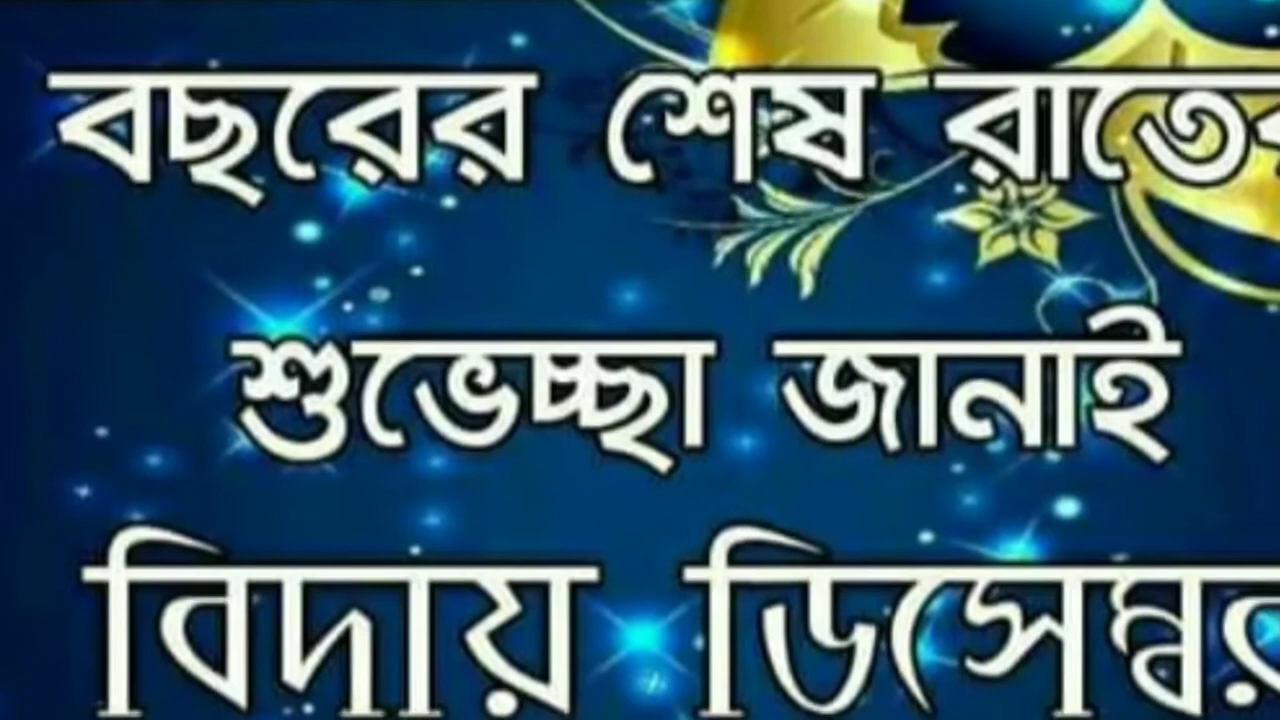 বছরের শেষ রাতের
শুভেচ্ছা জানাই
বিদায় ডিসেম্বর